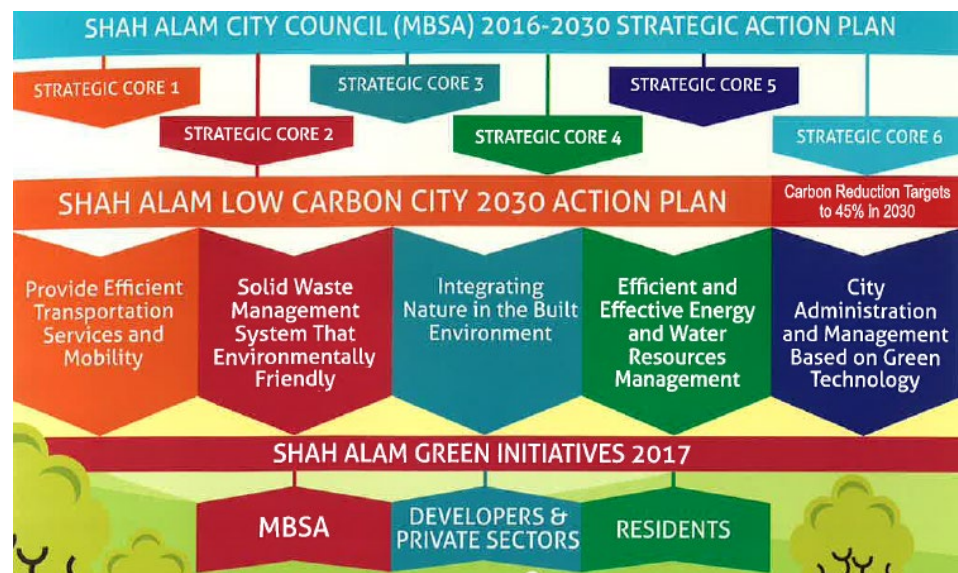 SHAH ALAM CITY COUNCIL (MBSA) 2016-2030 STRATEGIC ACTION PLAN
STRATEGIC CORE 1
STRATEGIC CORE 2
STRATEGIC CORE 3
STRATEGIC CORE 4
STRATEGIC CORE 5
STRATEGIC CORE 6
SHAH ALAM LOW CARBON CITY 2030 ACTION PLAN
Carbon Reduction Targets
to 45% In 2030
Provide Efficient
Transportation
Services and
Mobility
Solid Waste
Management
System That
Environmentally
Friendly
Integrating
Nature in the Built
Environment
Efficient and
Effective Energy
and Water
Resources
Management
City
Administration
and Management
Based on Green
Technology
SHAH ALAM GREEN INITIATIVES 2017
MBSA
DEVELOPERS &
PRIVATE SECTORS
RESIDENTS